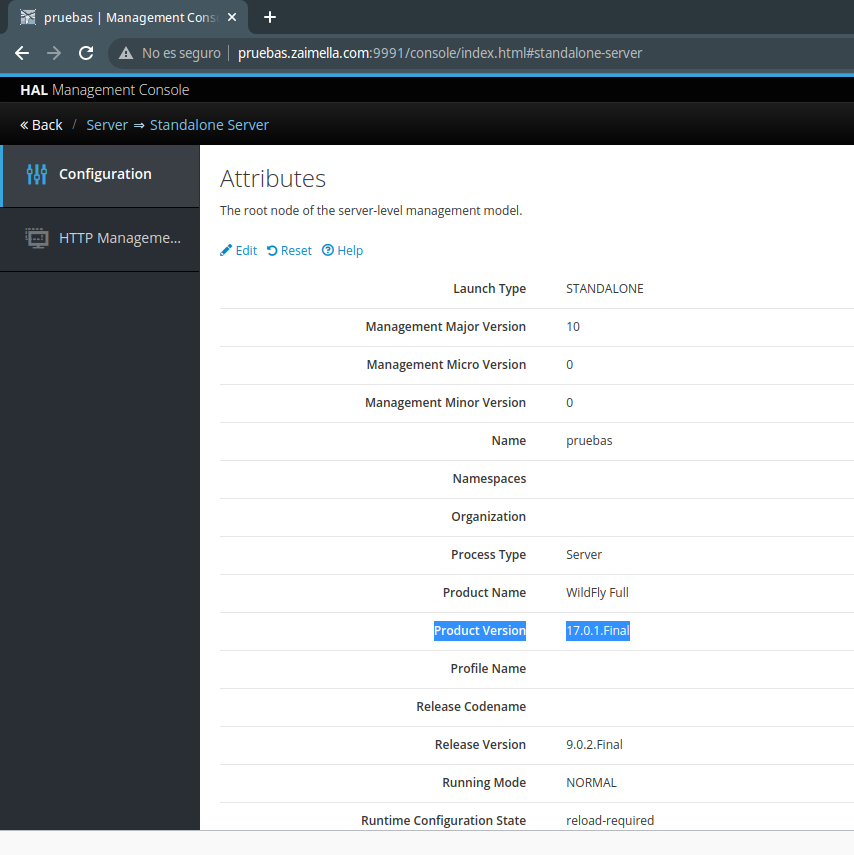 pruebas | Management Cons
No es seguro | pruebas.zaimella.com:9991/console/index.html#standalone-server
HAL Management Console
« Back / Server ⇒ Standalone Server
Configuration
HTTP Manageme...
Attributes
The root node of the server-level management model.
Edit Reset Help
Launch Type STANDALONE
Management Major Version 10
Management Micro Version 0
Management Minor Version 0
Name pruebas
Namespaces
Organization
Process Type Server
Product Name WildFly Full
Product Version 17.0.1.Final
Profile Name
Release Codename
Release Version 9.0.2.Final
Running Mode NORMAL
Runtime Configuration State reload-required